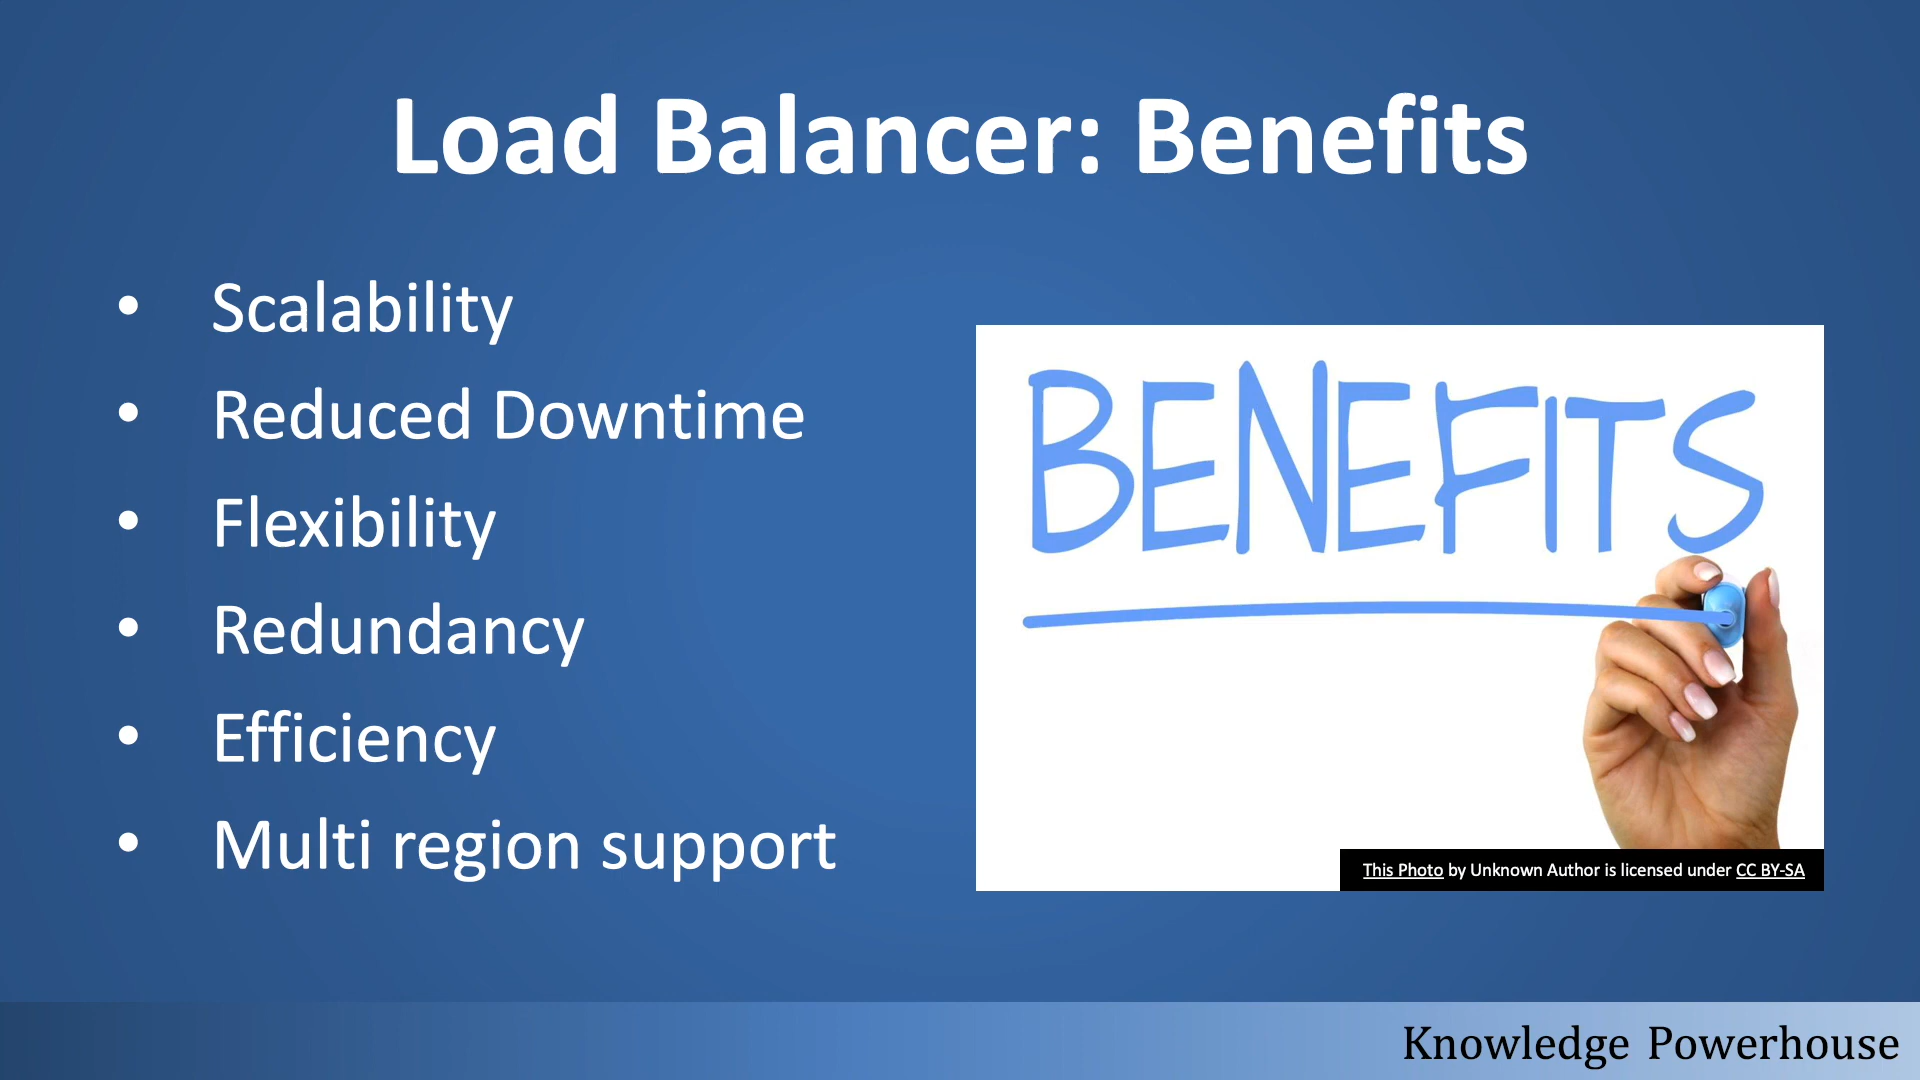 Load Balancer: Benefits
• Scalability
• Reduced Downtime
• Flexibility
• Redundancy
• Efficiency
• Multi region support
BENEFITS
This Photo by Unknown Author is licensed under CC BY-SA
Knowledge Powerhouse